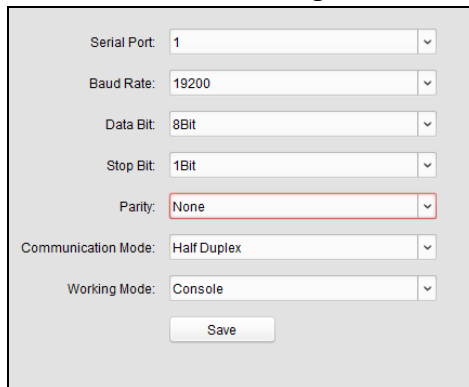 Serial Port: 1
Baud Rate: 19200
Data Bit: 8Bit
Stop Bit: 1Bit
Parity: None
Communication Mode: Half Duplex
Working Mode: Console
Save